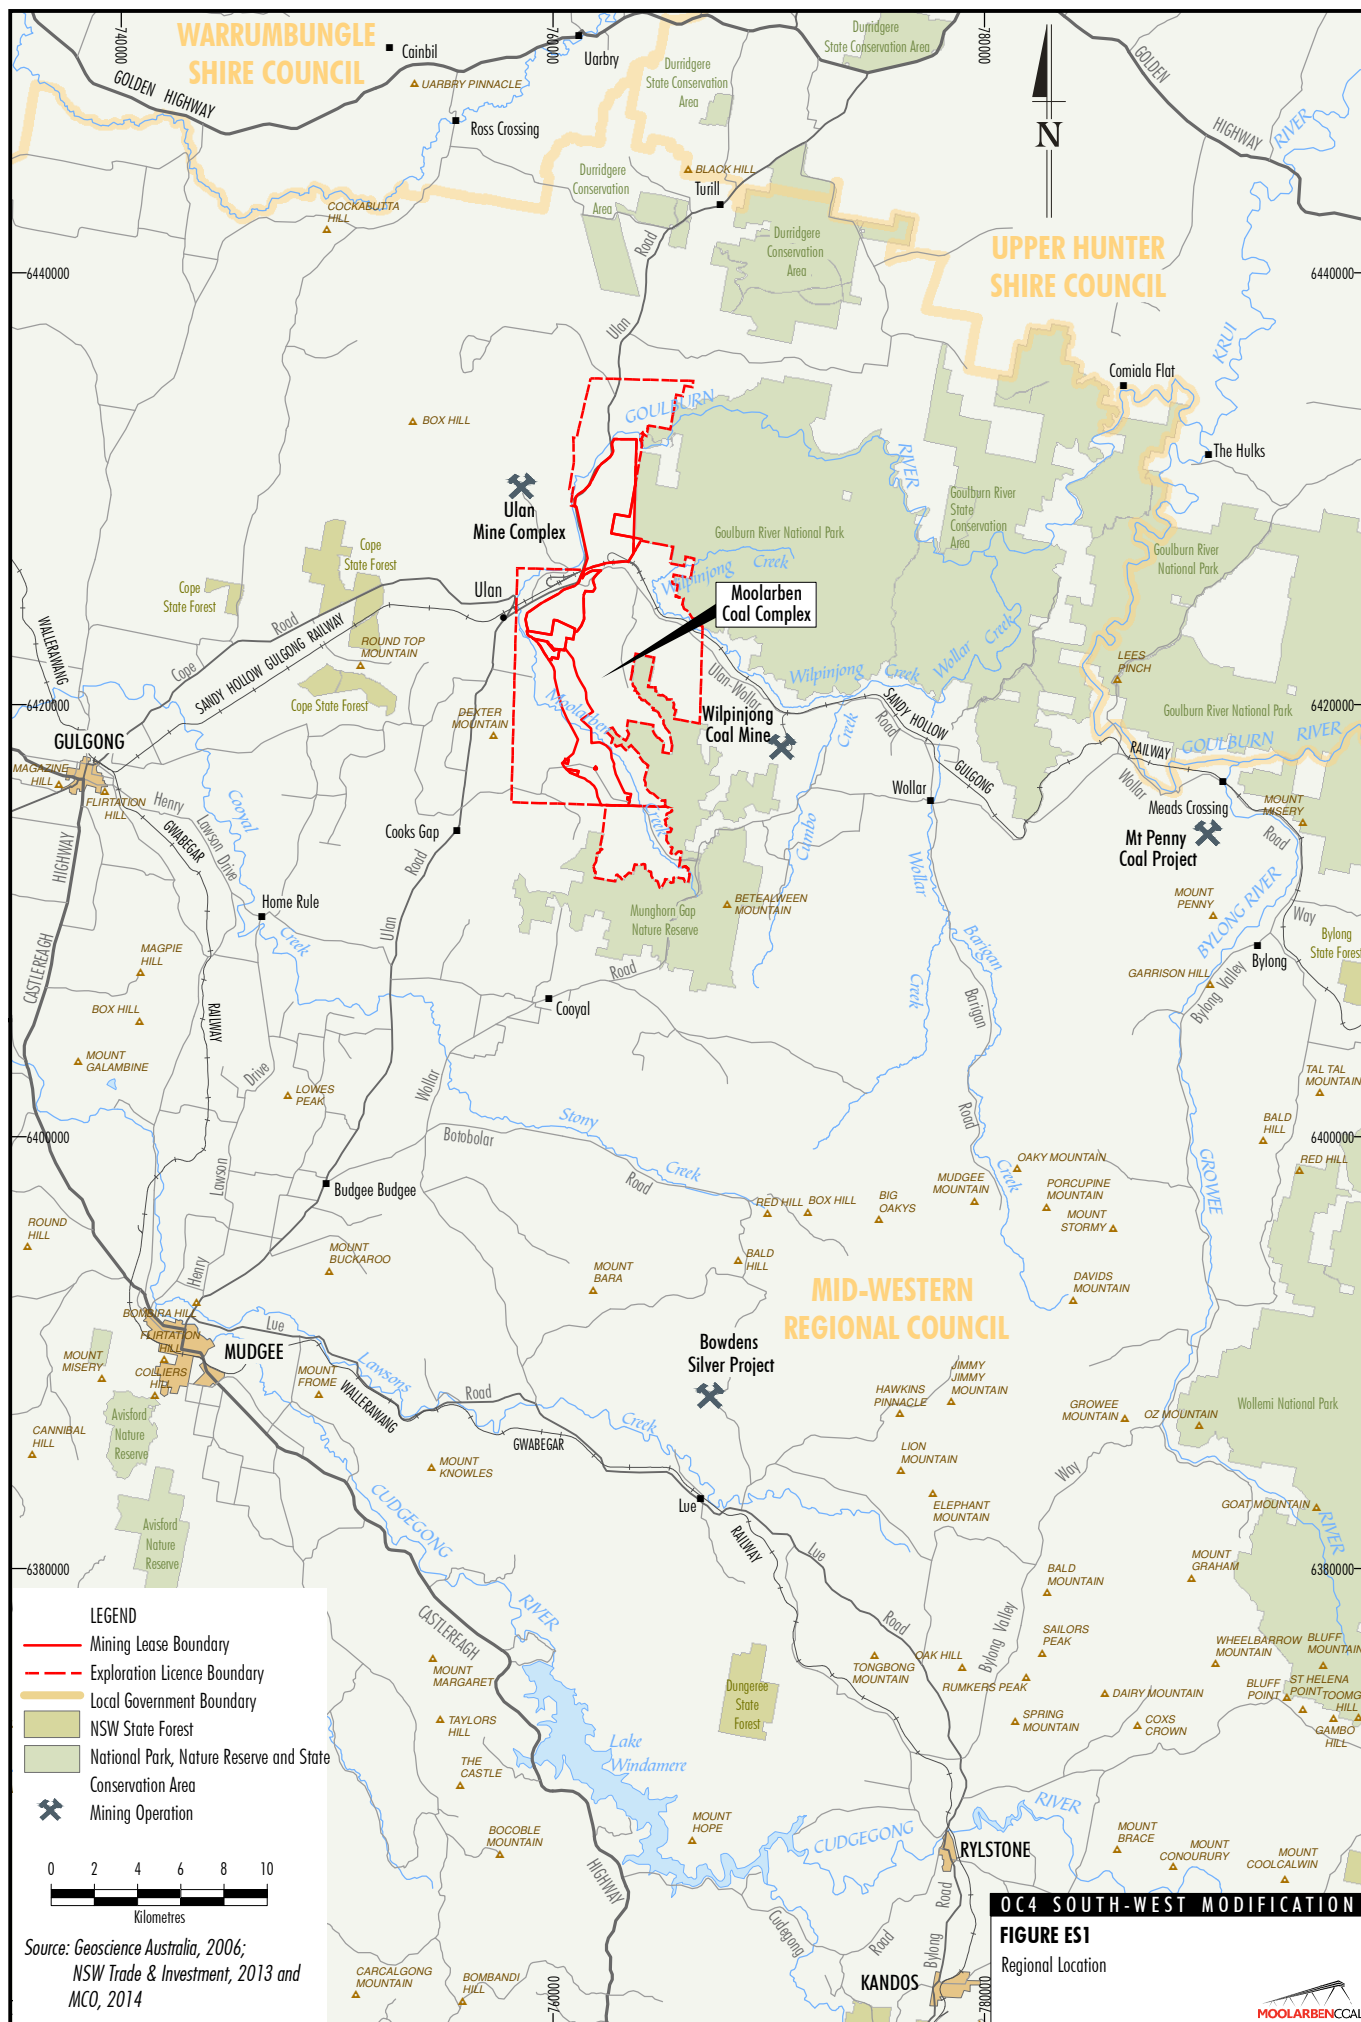 740000
760000
780000
WARRUMBUNGLE
SHIRE COUNCIL
Cainbil
Uarbry
Durridgere
State Conservation Area
GOLDEN HIGHWAY
UARBRY PINNACLE
Durridgere
State Conservation
Area
GOLDEN
HIGHWAY
RIVER
Ross Crossing
N
BLACK HILL
Durridgere
Conservation
Area
Turill
COCKABUTTA
HILL
Road
Durridgere
Conservation
Area
UPPER HUNTER
SHIRE COUNCIL
6440000
6440000
Ulan
KRUI
Comiala Flat
GOULBURN
BOX HILL
RIVER
The Hulks
Ulan
Mine Complex
Goulburn River
State
Conservation
Area
Goulburn River National Park
Goulburn River
National Park
Cope
State Forest
Wilpinjong
Creek
Cope
State Forest
Ulan
Moolarben
Coal Complex
Road
WALLERAWANG
SANDY HOLLOW GULGONG RAILWAY
Cope
ROUND TOP
MOUNTAIN
Wollar Creek
LEES
PINCH
Wilpinjong
Creek
Ulan-Wollar
Road
Cope State Forest
Moolarben
SANDY HOLLOW
6420000
6420000
Goulburn River National Park
DEXTER
MOUNTAIN
Wilpinjong
Coal Mine
Creek
GULGONG
GULGONG
RAILWAY
GOULBURN
RIVER
MAGAZINE
HILL
FLIRTATION
HILL
Henry
Lawson Drive
Cooyal
Wollar
Wollar
Meads Crossing
MOUNT
MISERY
Road
Creek
Cumbo
GWABEGAR
Cooks Gap
Mt Penny
Coal Project
HIGHWAY
Road
Wollar
MOUNT
PENNY
BETEALWEEN
MOUNTAIN
Home Rule
Munghorn Gap
Nature Reserve
BYLONG RIVER
Way
Bylong
State Forest
Ulan
Creek
Barigan
Bylong
MAGPIE
HILL
CASTLEREAGH
Road
Creek
GARRISON HILL
Bylong Valley
RAILWAY
BOX HILL
Cooyal
Barigan
MOUNT
GALAMBINE
Drive
Wollar
LOWES
PEAK
TAL TAL
MOUNTAIN
Stony
Botobolar
Road
BALD
HILL
6400000
6400000
Creek
GROWEE
RED HILL
Lawson
Road
Creek
OAKY MOUNTAIN
Budgee Budgee
MUDGEE
MOUNTAIN
PORCUPINE
MOUNTAIN
RED HILL
BOX HILL
BIG
OAKYS
MOUNT
STORMY
ROUND
HILL
MOUNT
BUCKAROO
BALD
HILL
MOUNT
BARA
Henry
DAVIDS
MOUNTAIN
MID-WESTERN
REGIONAL COUNCIL
BOMBIRA HILL
Lue
FLIRTATION
HILL
MUDGEE
Bowdens
Silver Project
MOUNT
MISERY
COLLIERS
HILL
MOUNT
FROME
Lawsons
JIMMY
JIMMY
MOUNTAIN
WALLERAWANG
Road
HAWKINS
PINNACLE
Wollemi National Park
Avisford
Nature
Reserve
Creek
GROWEE
MOUNTAIN
OZ MOUNTAIN
CANNIBAL
HILL
GWABEGAR
LION
MOUNTAIN
MOUNT
KNOWLES
Way
CUDGEGONG
Lue
ELEPHANT
MOUNTAIN
GOAT MOUNTAIN
Avisford
Nature
Reserve
RAILWAY
Lue
RIVER
MOUNT
GRAHAM
6380000
6380000
BALD
MOUNTAIN
RIVER
CASTLEREAGH
Road
Bylong Valley
SAILORS
PEAK
WHEELBARROW
MOUNTAIN
BLUFF
MOUNTAIN
OAK HILL
TONGBONG
MOUNTAIN
MOUNT
MARGARET
RUMKERS PEAK
BLUFF
POINT
ST HELENA
POINT
DAIRY MOUNTAIN
Dungeree
State
Forest
TAYLORS
HILL
SPRING
MOUNTAIN
COXS
CROWN
GAMBO
HILL
Lake
Windamere
THE
CASTLE
RIVER
MOUNT
HOPE
CUDGEGONG
BOCOBLE
MOUNTAIN
MOUNT
BRACE
MOUNT
CONOURURY
MOUNT
COOLCALWIN
RYLSTONE
HIGHWAY
Road
Cudegong
Road
Bylong
KANDOS
CARCALGONG
MOUNTAIN
BOMBANDI
HILL
760000
780000
LEGEND
Mining Lease Boundary
Exploration Licence Boundary
Local Government Boundary
NSW State Forest
National Park, Nature Reserve and State
Conservation Area
Mining Operation
0 2 4 6 8 10
Kilometres
Source: Geoscience Australia, 2006;
NSW Trade & Investment, 2013 and
MCO, 2014
OC4 SOUTH-WEST MODIFICATION
FIGURE ES1
Regional Location
MOOLARBEN COAL